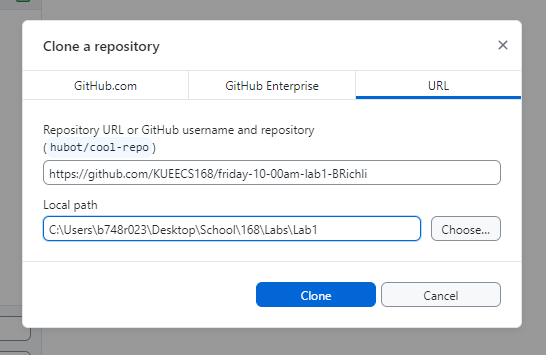 Clone a repository
GitHub.com
GitHub Enterprise
URL
Repository URL or GitHub username and repository
(hubot/cool-repo)
https://github.com/KUEECS168/friday-10-00am-lab1-BRichli
Local path
C:\Users\b748r023\Desktop\School\168\Labs\Lab1
Choose...
Clone
Cancel